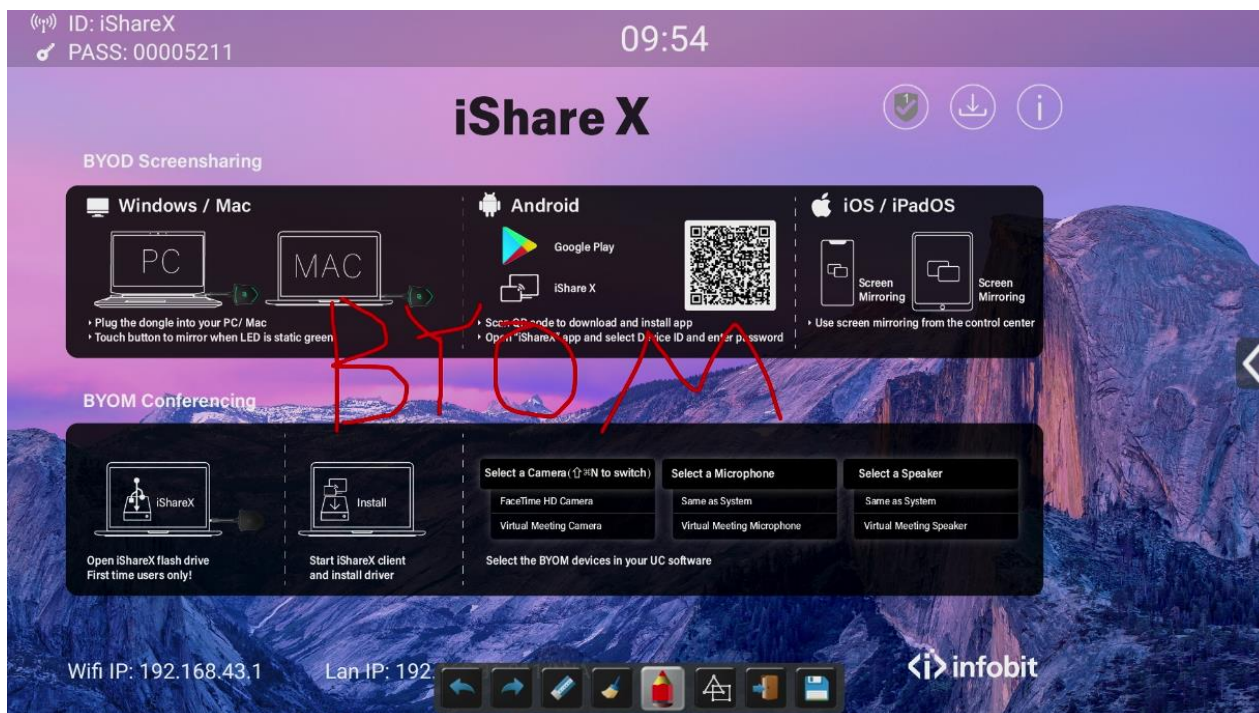 ID: iShareX
PASS: 00005211
09:54
iShare X
1
i
BYOD Screensharing
Windows / Mac
PC
MAC
▸ Plug the dongle into your PC/ Mac
▸ Touch button to mirror when LED is static green
Android
Google Play
iShare X
▸ Scan QR code to download and install app
▸ Open "iShareX" app and select Device ID and enter password
iOS / iPadOS
Screen
Mirroring
Screen
Mirroring
▸ Use screen mirroring from the control center
BYOM
BYOM Conferencing
iShareX
Open iShareX flash drive
First time users only!
Install
Start iShareX client
and install driver
Select a Camera(⇧⌘N to switch)
FaceTime HD Camera
Virtual Meeting Camera
Select a Microphone
Same as System
Virtual Meeting Microphone
Select a Speaker
Same as System
Virtual Meeting Speaker
Select the BYOM devices in your UC software
Wifi IP: 192.168.43.1
Lan IP: 192.
<i>infobit